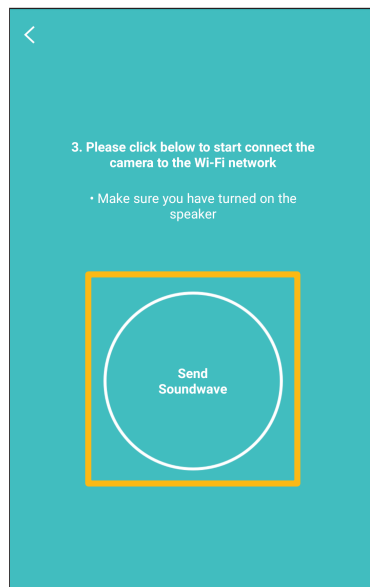 3. Please click below to start connect the
camera to the Wi-Fi network
• Make sure you have turned on the
speaker
Send
Soundwave